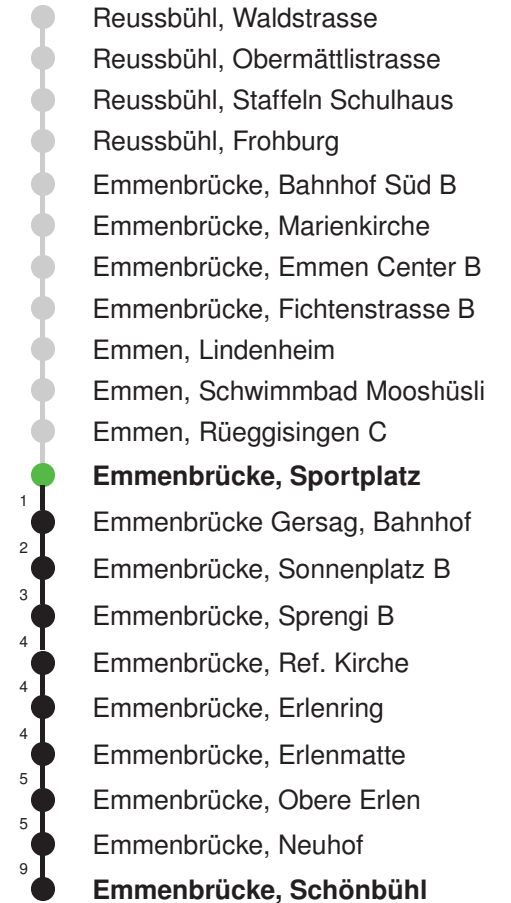 Reussbühl, Waldstrasse
Reussbühl, Obermättlistrasse
Reussbühl, Staffeln Schulhaus
Reussbühl, Frohburg
Emmenbrücke, Bahnhof Süd B
Emmenbrücke, Marienkirche
Emmenbrücke, Emmen Center B
Emmenbrücke, Fichtenstrasse B
Emmen, Lindenheim
Emmen, Schwimmbad Mooshüsli
Emmen, Rüeggisingen C
Emmenbrücke, Sportplatz
1 Emmenbrücke Gersag, Bahnhof
2 Emmenbrücke, Sonnenplatz B
3 Emmenbrücke, Sprengi B
4 Emmenbrücke, Ref. Kirche
4 Emmenbrücke, Erlenring
4 Emmenbrücke, Erlenmatte
5 Emmenbrücke, Obere Erlen
5 Emmenbrücke, Neuhof
9 Emmenbrücke, Schönbühl